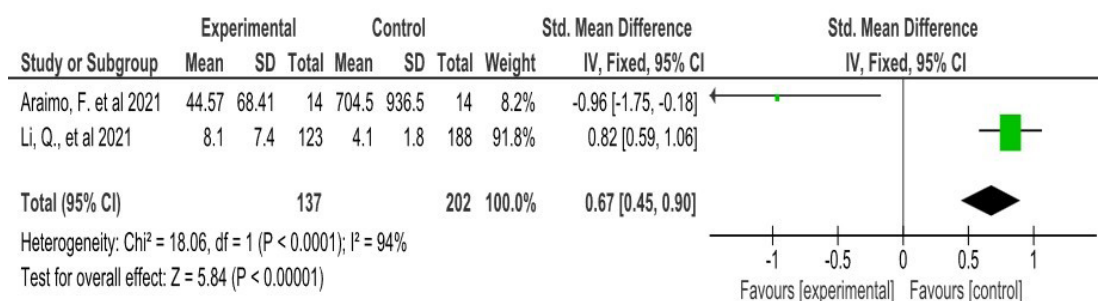 Experimental Control Std. Mean Difference Std. Mean Difference
Study or Subgroup Mean SD Total Mean SD Total Weight IV, Fixed, 95% CI IV, Fixed, 95% CI
Araimo, F. et al 2021 44.57 68.41 14 704.5 936.5 14 8.2% -0.96 [-1.75, -0.18]
Li, Q., et al 2021 8.1 7.4 123 4.1 1.8 188 91.8% 0.82 [0.59, 1.06]
Total (95% CI) 137 202 100.0% 0.67 [0.45, 0.90]
Heterogeneity: Chi² = 18.06, df = 1 (P < 0.0001); I² = 94%
Test for overall effect: Z = 5.84 (P < 0.00001)
-1 -0.5 0 0.5 1
Favours [experimental] Favours [control]